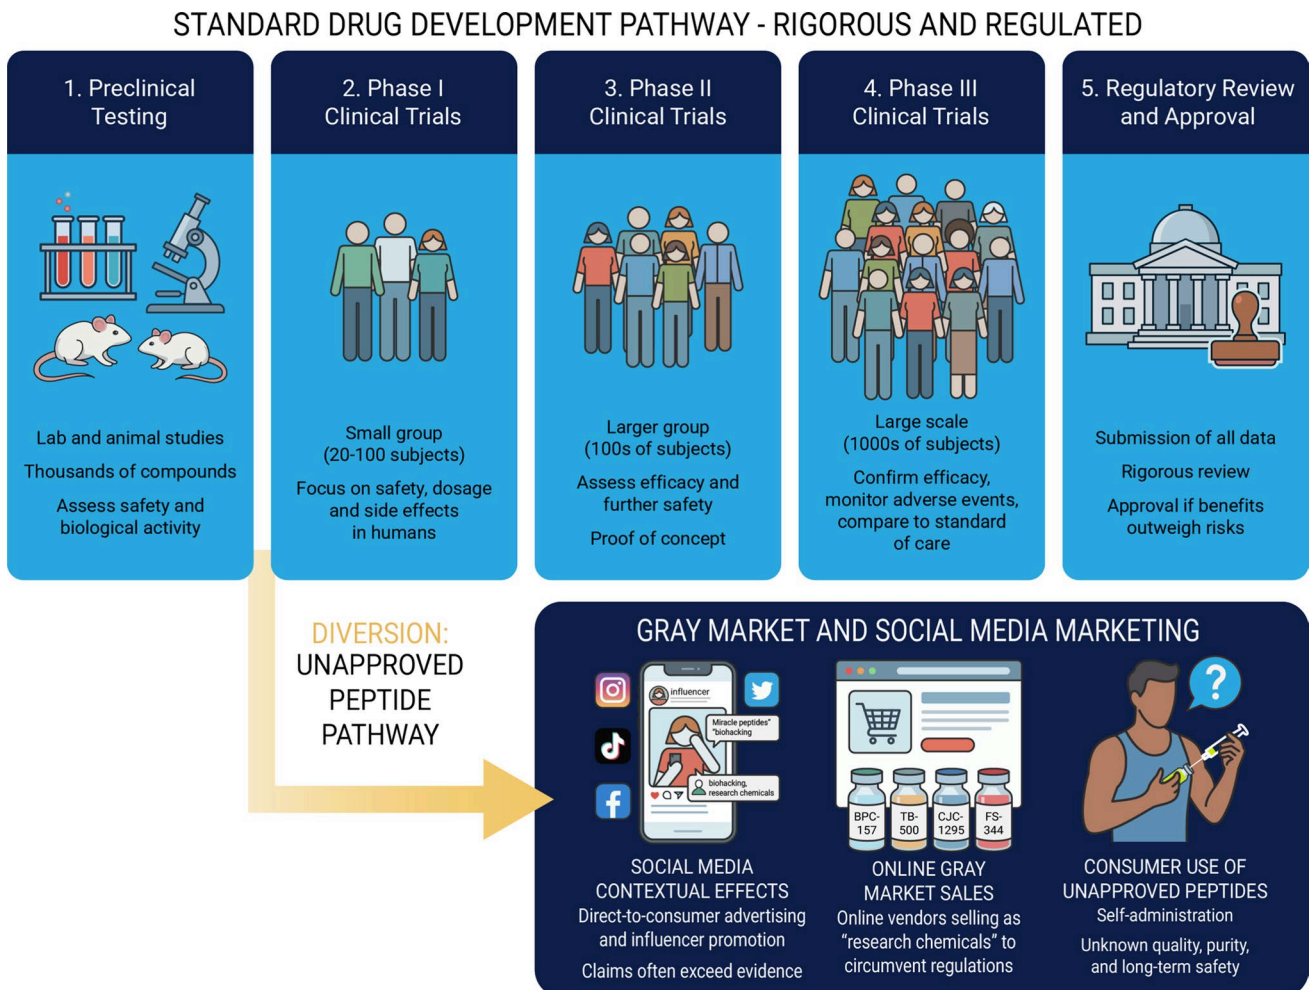 STANDARD DRUG DEVELOPMENT PATHWAY - RIGOROUS AND REGULATED
1. Preclinical
Testing
Lab and animal studies
Thousands of compounds
Assess safety and
biological activity
2. Phase I
Clinical Trials
Small group
(20-100 subjects)
Focus on safety, dosage
and side effects
in humans
3. Phase II
Clinical Trials
Larger group
(100s of subjects)
Assess efficacy and
further safety
Proof of concept
4. Phase III
Clinical Trials
Large scale
(1000s of subjects)
Confirm efficacy,
monitor adverse events,
compare to standard
of care
5. Regulatory Review
and Approval
Submission of all data
Rigorous review
Approval if benefits
outweigh risks
DIVERSION:
UNAPPROVED
PEPTIDE
PATHWAY
GRAY MARKET AND SOCIAL MEDIA MARKETING
influencer
Miracle peptides"
"biohacking
biohacking,
research chemicals
SOCIAL MEDIA
CONTEXTUAL EFFECTS
Direct-to-consumer advertising
and influencer promotion
Claims often exceed evidence
BPC-
157
TB-
500
CJC-
1295
FS-
344
ONLINE GRAY
MARKET SALES
Online vendors selling as
“research chemicals” to
circumvent regulations
?
CONSUMER USE OF
UNAPPROVED PEPTIDES
Self-administration
Unknown quality, purity,
and long-term safety